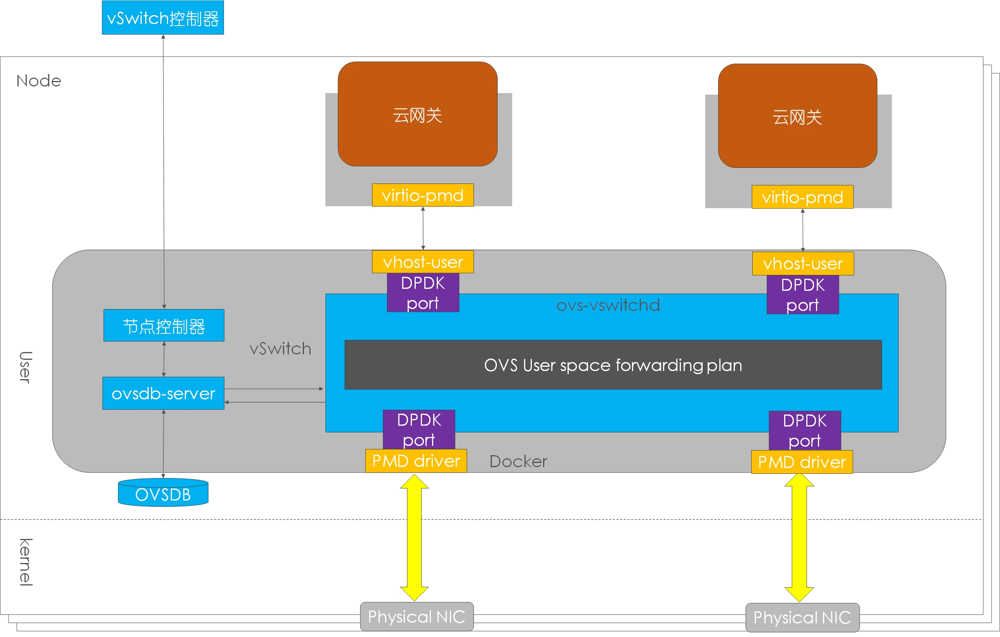 vSwitch控制器
Node
云网关
云网关
virtio-pmd
virtio-pmd
vhost-user
vhost-user
DPDK
port
DPDK
port
ovs-vswitchd
节点控制器
vSwitch
User
OVS User space forwarding plan
ovsdb-server
DPDK
port
DPDK
port
PMD driver
Docker
PMD driver
OVSDB
kernel
Physical NIC
Physical NIC